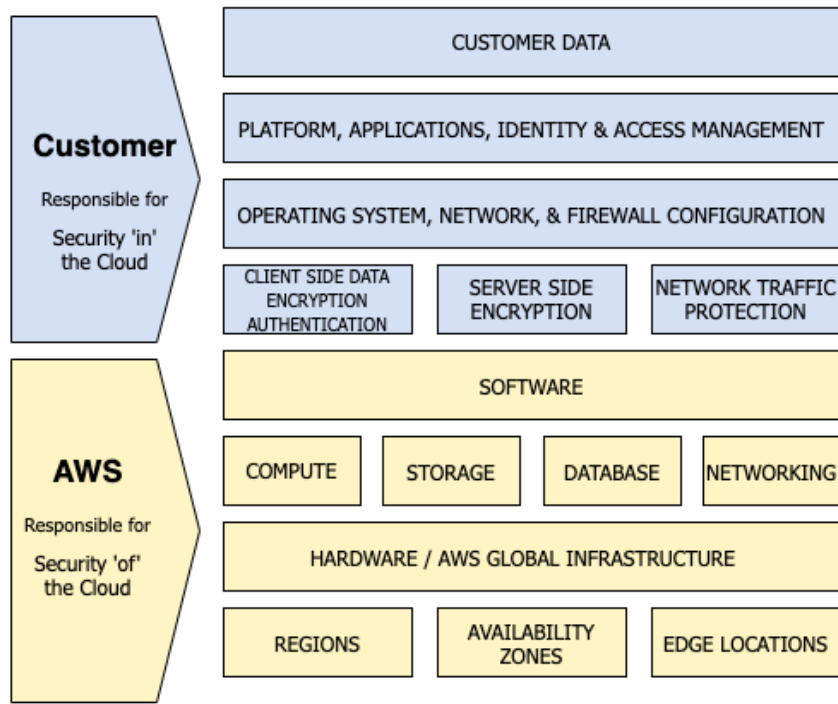 Customer
Responsible for
Security 'in'
the Cloud
CUSTOMER DATA
PLATFORM, APPLICATIONS, IDENTITY & ACCESS MANAGEMENT
OPERATING SYSTEM, NETWORK, & FIREWALL CONFIGURATION
CLIENT SIDE DATA
ENCRYPTION
AUTHENTICATION
SERVER SIDE
ENCRYPTION
NETWORK TRAFFIC
PROTECTION
AWS
Responsible for
Security 'of'
the Cloud
SOFTWARE
COMPUTE
STORAGE
DATABASE
NETWORKING
HARDWARE / AWS GLOBAL INFRASTRUCTURE
REGIONS
AVAILABILITY
ZONES
EDGE LOCATIONS